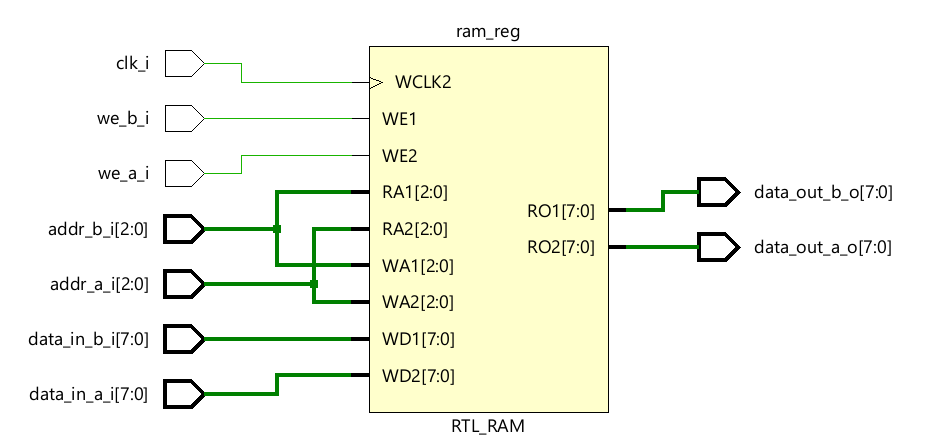 ram_reg
clk_i
WCLK2
we_b_i
WE1
we_a_i
WE2
RA1[2:0]
addr_b_i[2:0]
RA2[2:0]
WA1[2:0]
addr_a_i[2:0]
WA2[2:0]
data_in_b_i[7:0]
WD1[7:0]
data_in_a_i[7:0]
WD2[7:0]
RO1[7:0]
data_out_b_o[7:0]
RO2[7:0]
data_out_a_o[7:0]
RTL_RAM